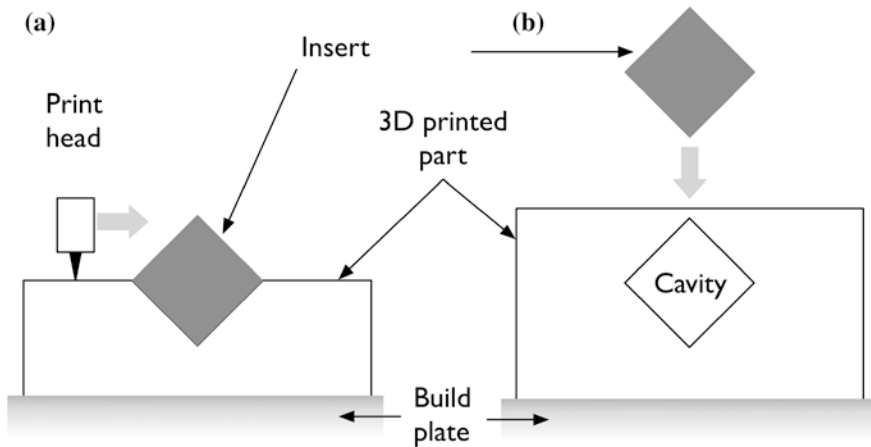 (a)
Insert
Print
head
3D printed
part
(b)
Cavity
Build
plate